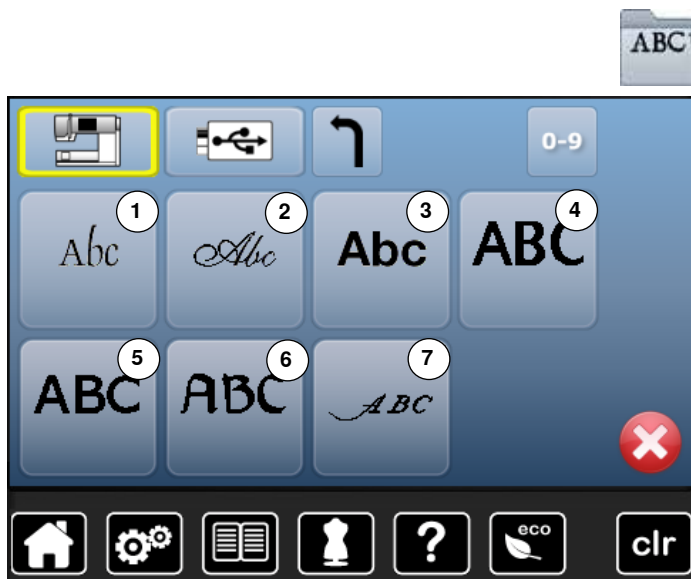 ABC
0-9
1 2 3 4
Abc Abc Abc ABC
5 6 7
ABC ABC ABC
? eco clr